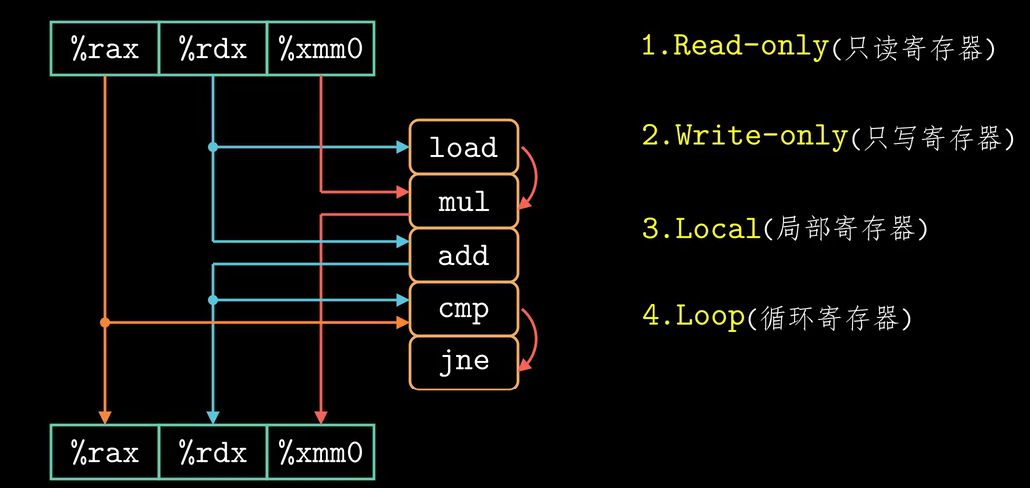 %rax %rdx %xmm0
load
mul
add
cmp
jne
%rax %rdx %xmm0
1.Read-only(只读寄存器)
2.Write-only(只写寄存器)
3.Local(局部寄存器)
4.Loop(循环寄存器)